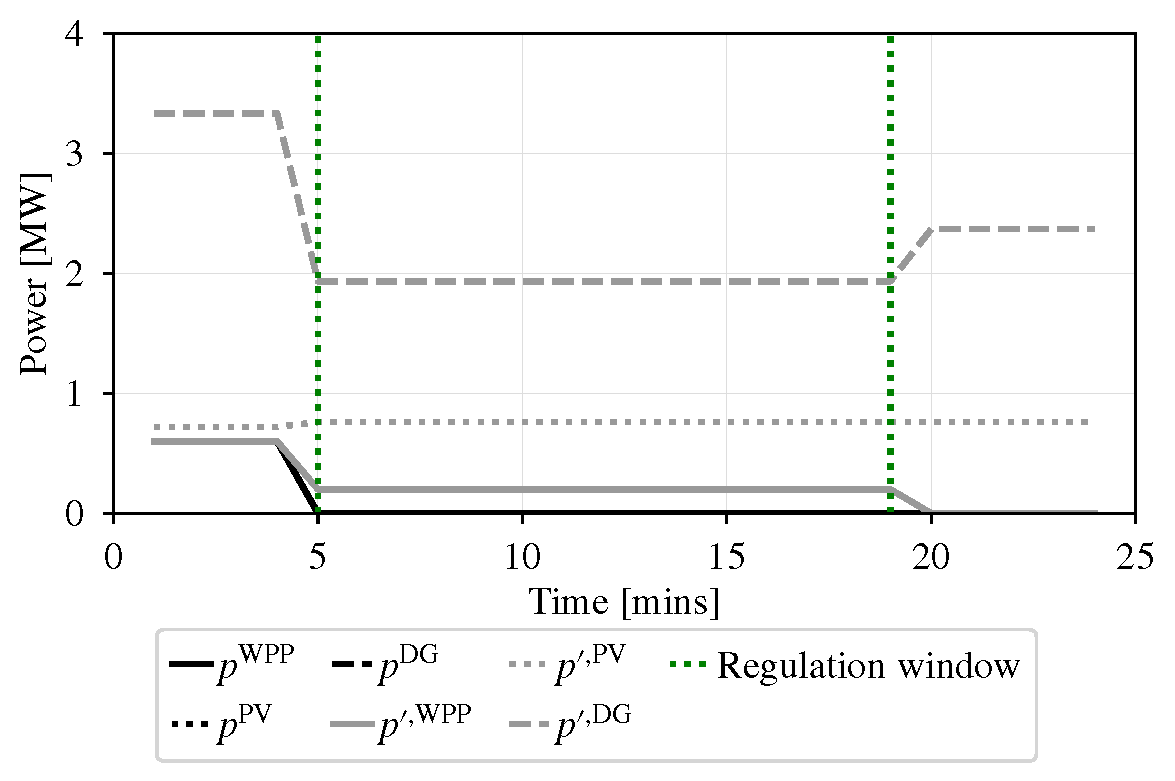 4
3
2
1
0
Power [MW]
0 5 10 15 20 25
Time [mins]
p^WPP p^DG p′,PV Regulation window
p^PV p′,WPP p′,DG